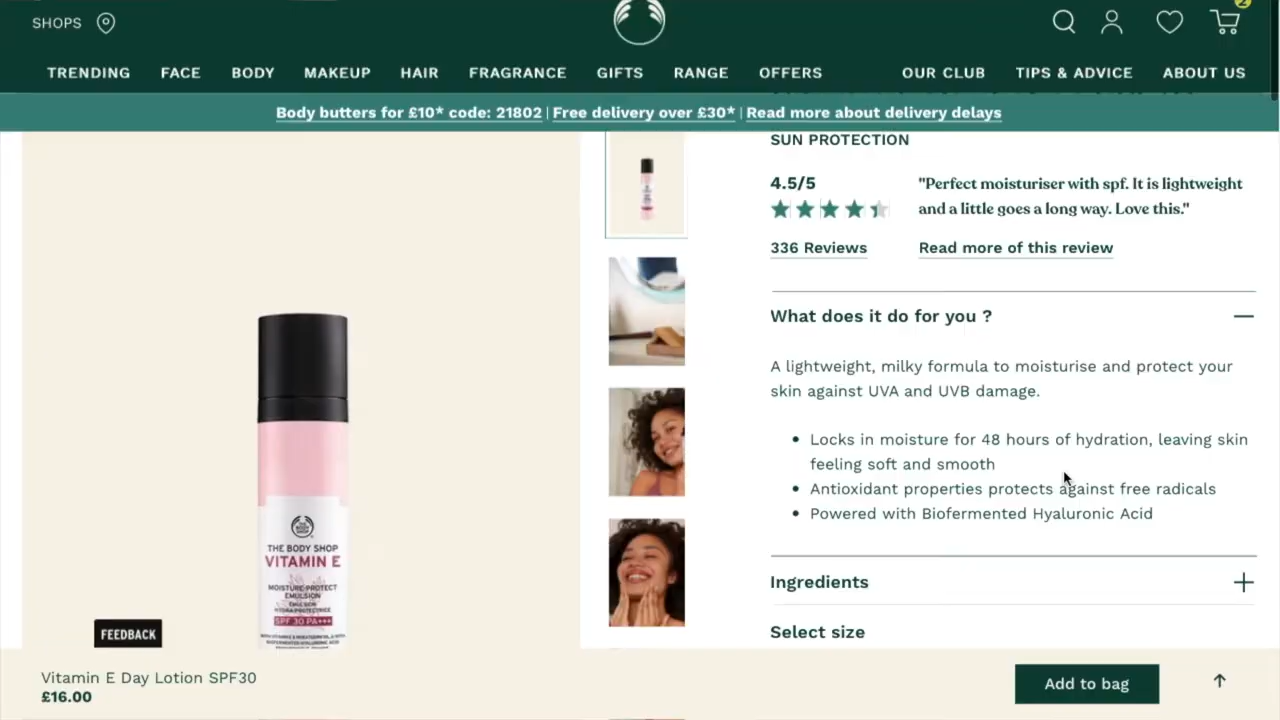 SHOPS
2
TRENDING FACE BODY MAKEUP HAIR FRAGRANCE GIFTS RANGE OFFERS OUR CLUB TIPS & ADVICE ABOUT US
Body butters for £10* code: 21802 | Free delivery over £30* | Read more about delivery delays
SUN PROTECTION
4.5/5
"Perfect moisturiser with spf. It is lightweight
and a little goes a long way. Love this."
336 Reviews
Read more of this review
What does it do for you ?
A lightweight, milky formula to moisturise and protect your
skin against UVA and UVB damage.
Locks in moisture for 48 hours of hydration, leaving skin
feeling soft and smooth
Antioxidant properties protects against free radicals
Powered with Biofermented Hyaluronic Acid
Ingredients
Select size
THE BODY SHOP
VITAMIN E
MOISTURE-PROTECT
EMULSION
EMULSION
HYDRA-PROTECTRICE
SPF 30 PA+++
FEEDBACK
Vitamin E Day Lotion SPF30
£16.00
Add to bag